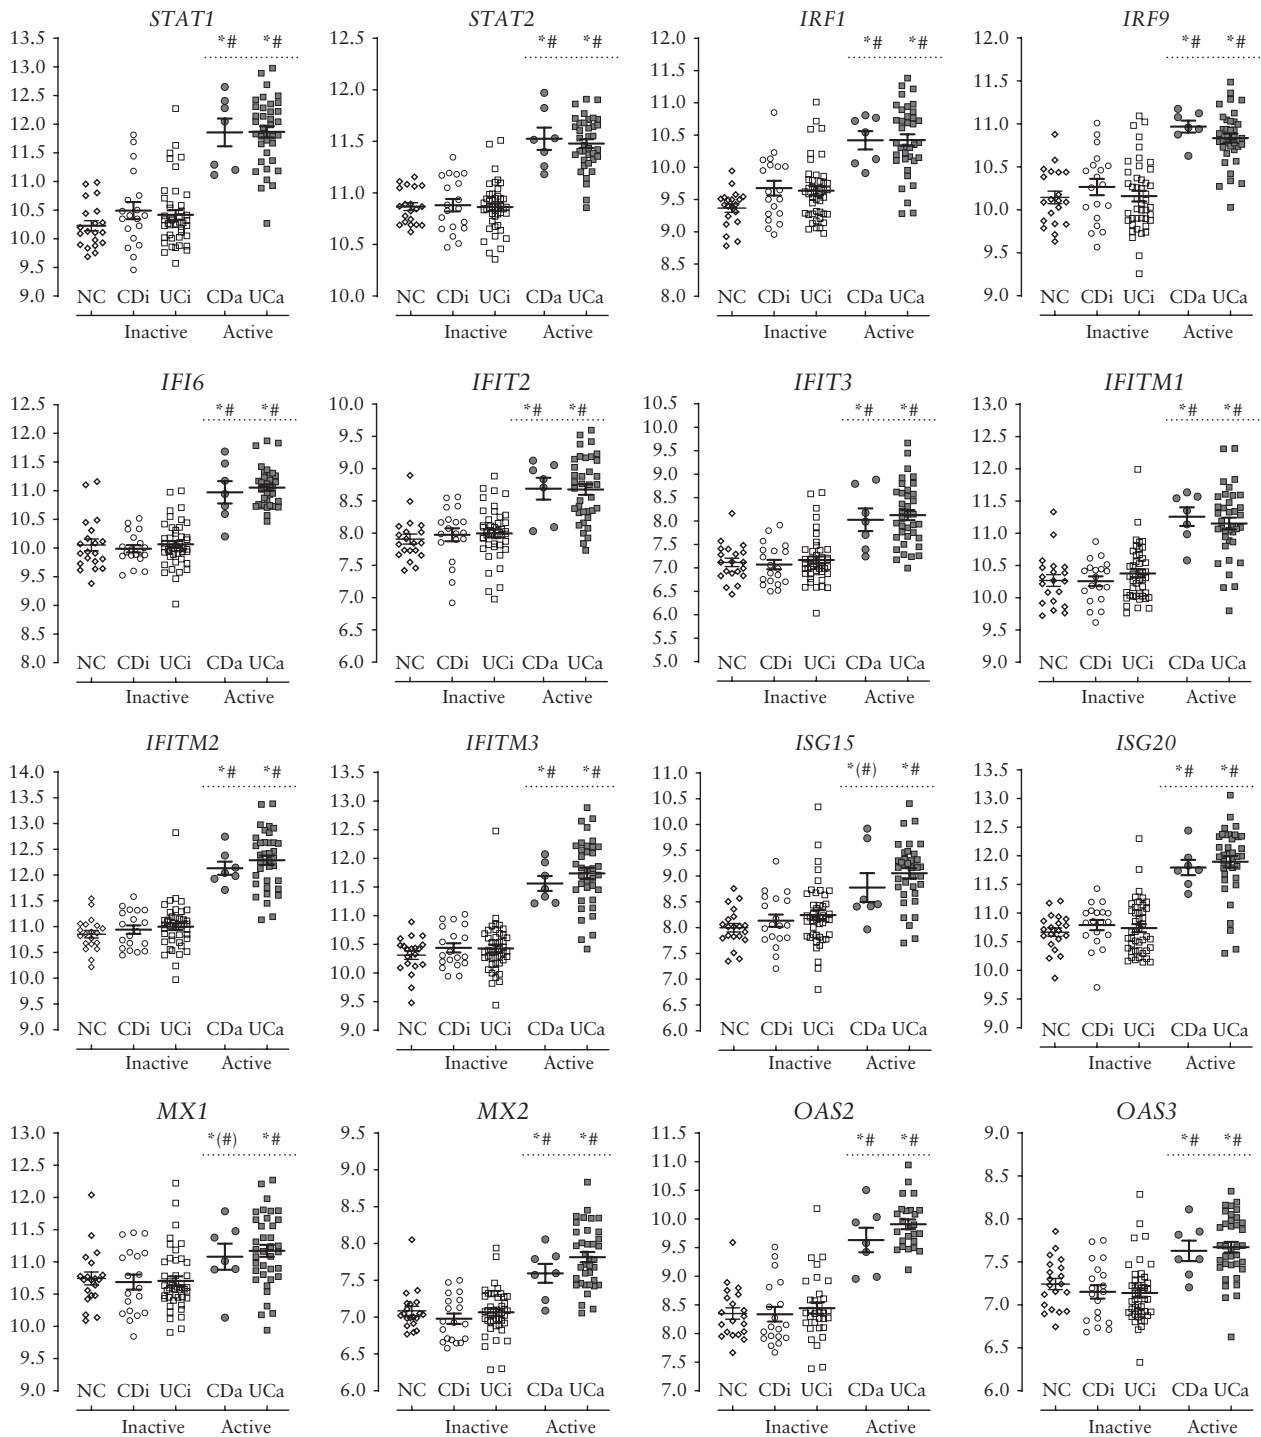 STAT1 STAT2 IRF1 IRF9
13.5 *# *# 12.5 *# *# 12.0 *# *# 12.0 *# *#
13.0 12.0 11.5 11.5
12.5 11.5 11.0 11.0
12.0 11.0 10.5 10.5
11.5 10.5 10.0 10.0
11.0 10.0 9.5 9.5
10.5 9.0 9.0
10.0 8.5
9.5 8.0
9.0
NC CDi UCi CDa UCa NC CDi UCi CDa UCa NC CDi UCi CDa UCa NC CDi UCi CDa UCa
Inactive Active Inactive Active Inactive Active Inactive Active
IFI6 IFIT2 IFIT3 IFITM1
12.5 *# *# 10.0 *# *# 10.5 *# *# 13.0 *# *#
12.0 9.5 10.0 12.5
11.5 9.0 9.5 12.0
11.0 8.5 9.0 11.5
10.5 8.0 8.5 11.0
10.0 7.5 8.0 10.5
9.5 7.0 7.5 10.0
9.0 6.5 7.0 9.5
8.5 6.0 6.5 9.0
8.0 6.0
5.5
5.0
NC CDi UCi CDa UCa NC CDi UCi CDa UCa NC CDi UCi CDa UCa NC CDi UCi CDa UCa
Inactive Active Inactive Active Inactive Active Inactive Active
IFITM2 IFITM3 ISG15 ISG20
14.0 *# *# 13.5 *# *# 11.0 *(#) *# 13.5 *# *#
13.5 13.0 10.5 13.0
13.0 12.5 10.0 12.5
12.5 12.0 9.5 12.0
12.0 11.5 9.0 11.5
11.5 11.0 8.5 11.0
11.0 10.5 8.0 10.5
10.5 10.0 7.5 10.0
10.0 9.5 7.0 9.5
9.5 9.0 6.5 9.0
9.0 6.0
NC CDi UCi CDa UCa NC CDi UCi CDa UCa NC CDi UCi CDa UCa NC CDi UCi CDa UCa
Inactive Active Inactive Active Inactive Active Inactive Active
MX1 MX2 OAS2 OAS3
13.0 *(#) *# 9.5 *# *# 11.5 *# *# 9.0 *# *#
12.5 9.0 11.0 8.5
12.0 8.5 10.5 8.0
11.5 8.0 10.0 7.5
11.0 7.5 9.5 7.0
10.5 7.0 9.0 6.5
10.0 6.5 8.5 6.0
9.5 6.0 8.0
9.0 7.5
7.0
NC CDi UCi CDa UCa NC CDi UCi CDa UCa NC CDi UCi CDa UCa NC CDi UCi CDa UCa
Inactive Active Inactive Active Inactive Active Inactive Active